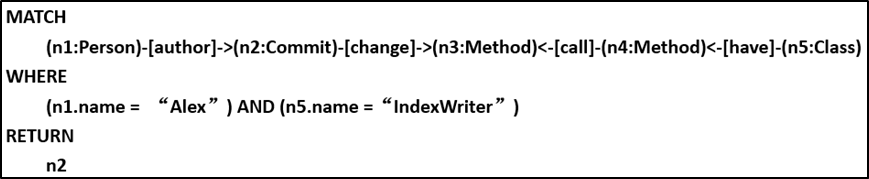 MATCH
(n1:Person)-[author]->(n2:Commit)-[change]->(n3:Method)<-[call]-(n4:Method)<-[have]-(n5:Class)
WHERE
(n1.name = “Alex”) AND (n5.name =“IndexWriter”)
RETURN
n2